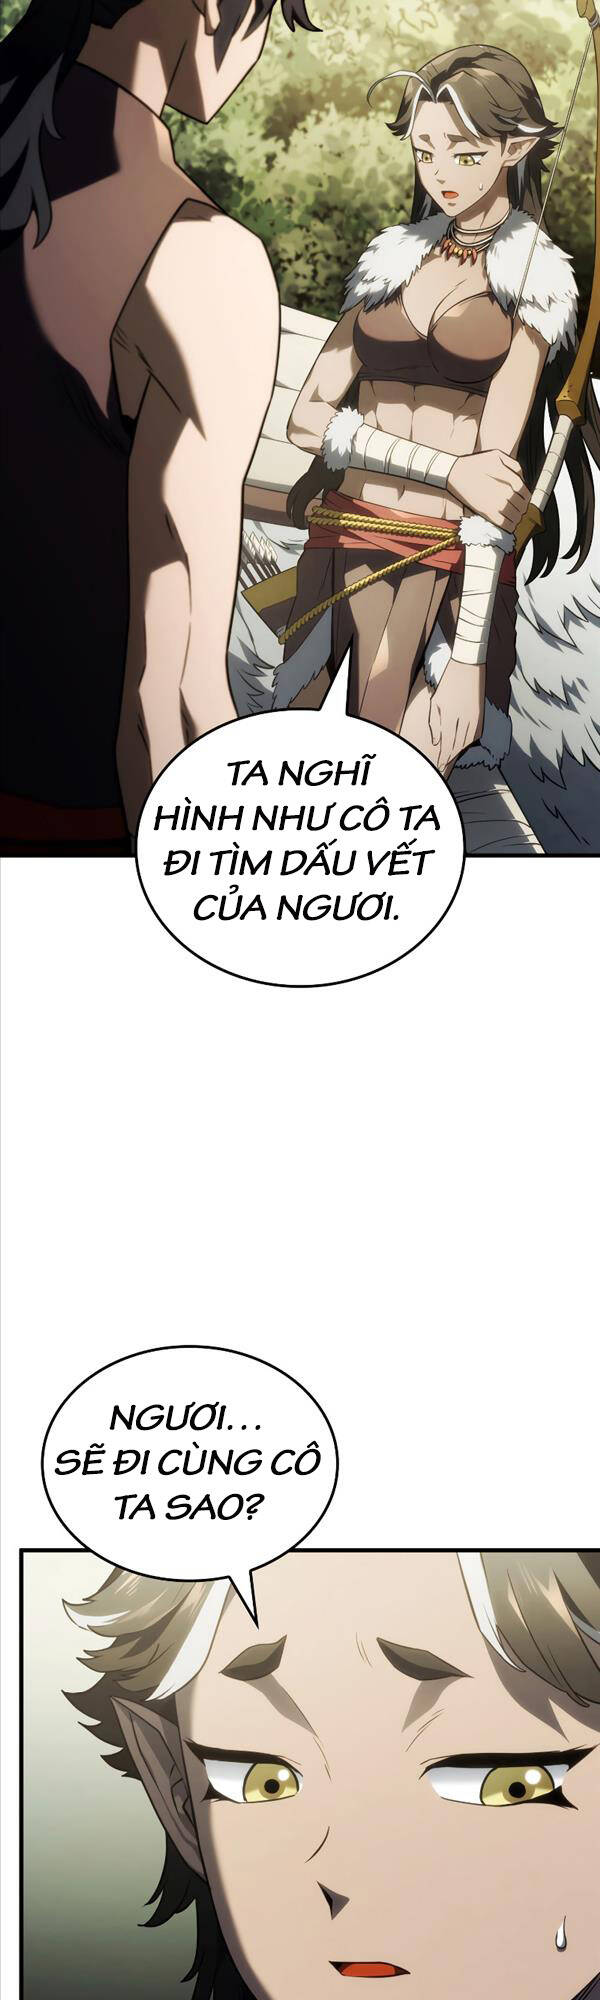 TA NGHĨ
HÌNH NHƯ CÔ TA
ĐI TÌM DẤU VẾT
CỦA NGƯƠI.
NGƯƠI...
SẼ ĐI CÙNG CÔ
TA SAO?